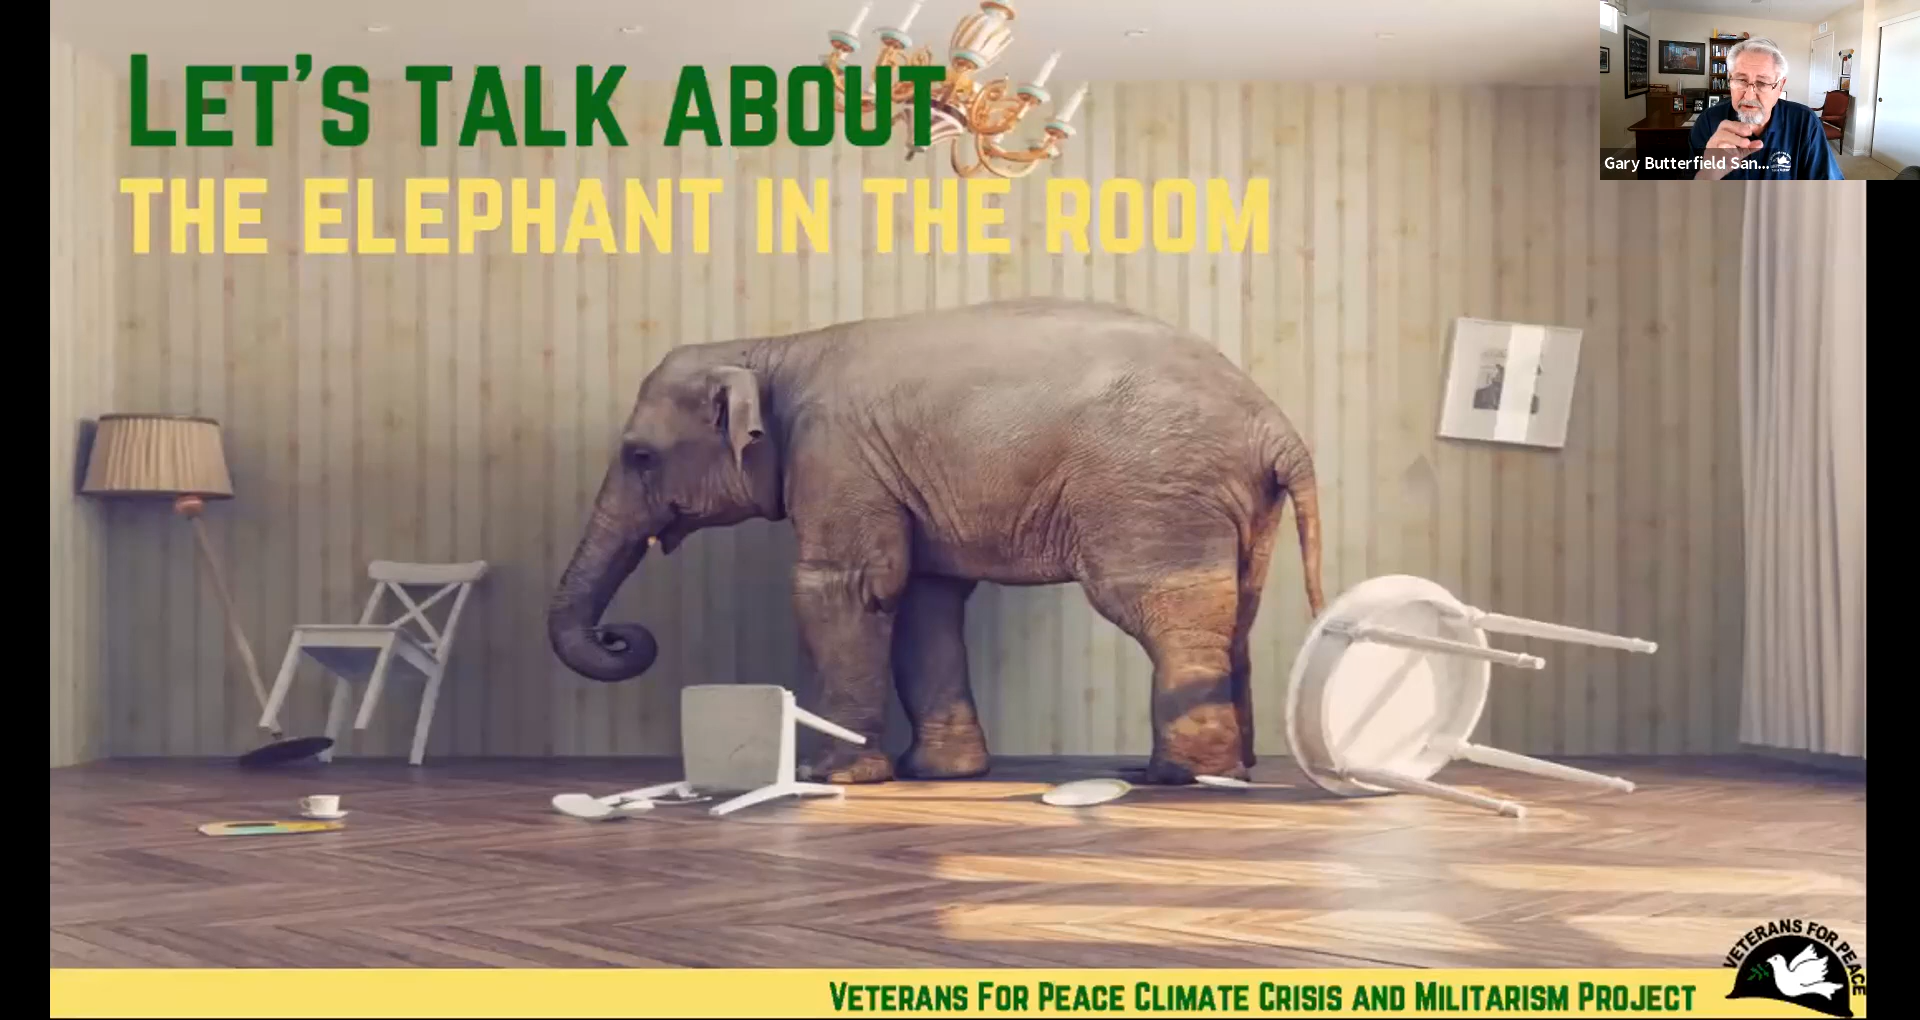 LET'S TALK ABOUT
THE ELEPHANT IN THE ROOM
Gary Butterfield San...
VETERANS FOR PEACE
VETERANS FOR PEACE CLIMATE CRISIS AND MILITARISM PROJECT